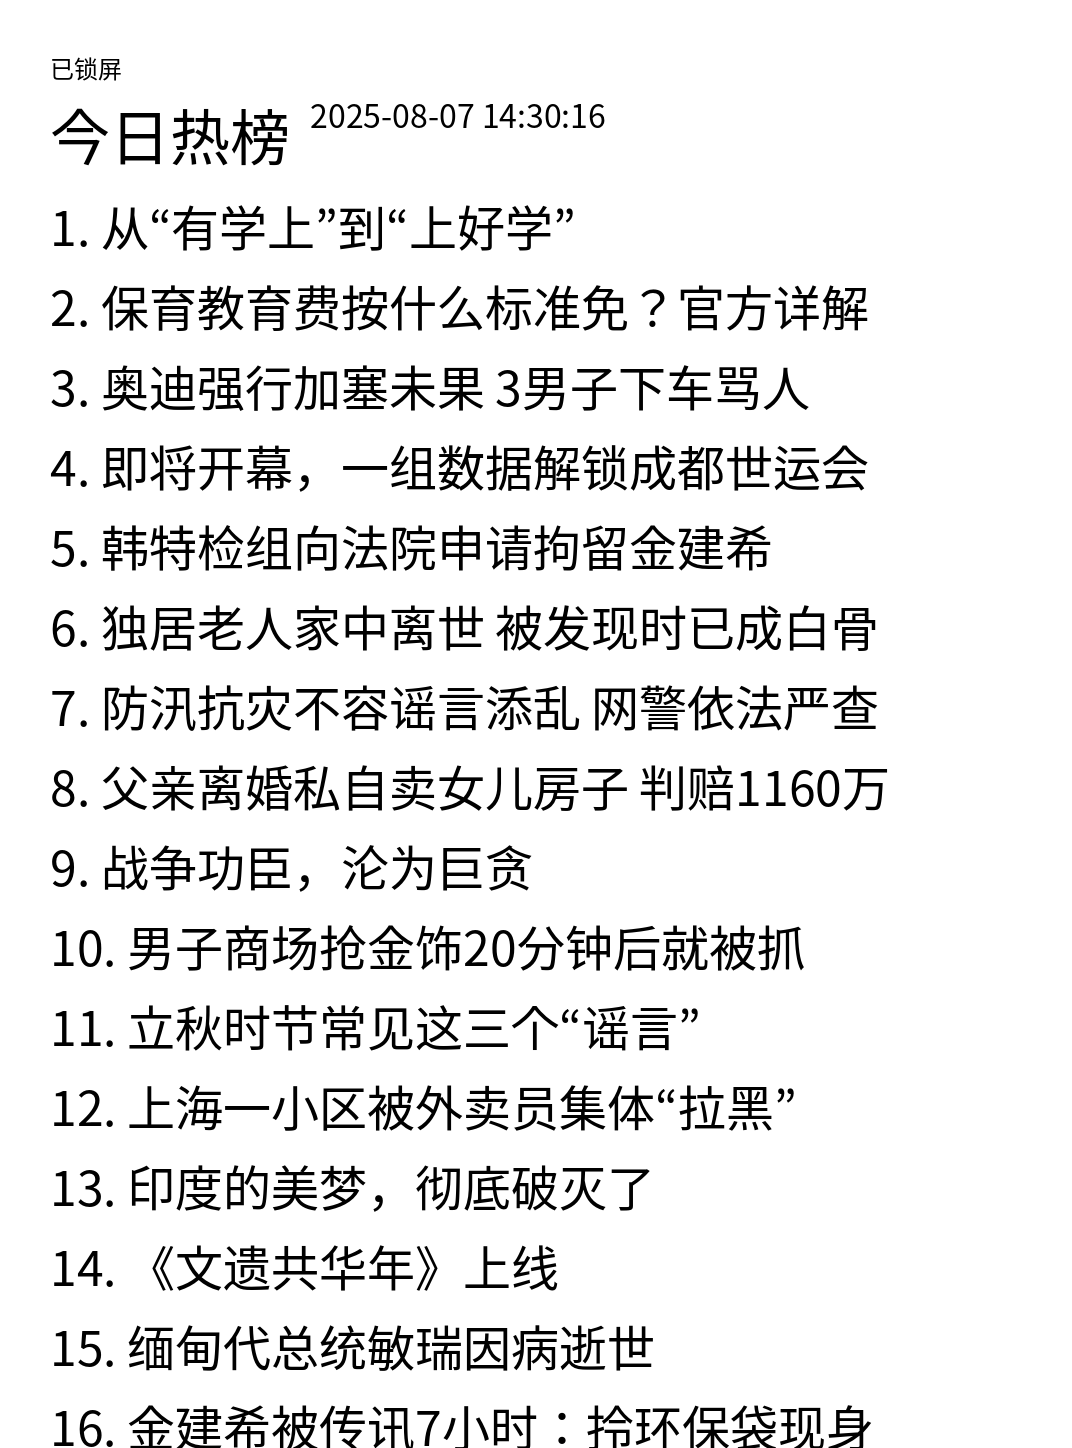 已锁屏
今日热榜 2025-08-07 14:30:16
1. 从“有学上”到“上好学”
2. 保育教育费按什么标准免？官方详解
3. 奥迪强行加塞未果 3男子下车骂人
4. 即将开幕，一组数据解锁成都世运会
5. 韩特检组向法院申请拘留金建希
6. 独居老人家中离世 被发现时已成白骨
7. 防汛抗灾不容谣言添乱 网警依法严查
8. 父亲离婚私自卖女儿房子 判赔1160万
9. 战争功臣，沦为巨贪
10. 男子商场抢金饰20分钟后就被抓
11. 立秋时节常见这三个“谣言”
12. 上海一小区被外卖员集体“拉黑”
13. 印度的美梦，彻底破灭了
14. 《文遗共华年》上线
15. 缅甸代总统敏瑞因病逝世
16. 金建希被传讯7小时：拎环保袋现身